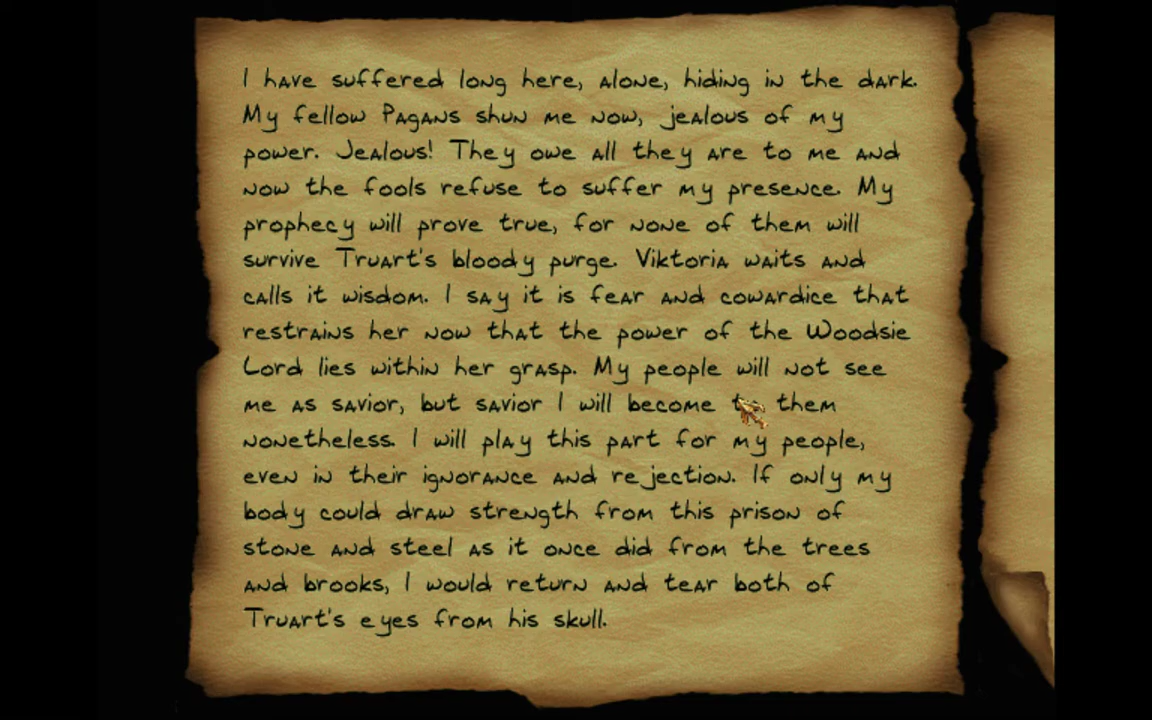 I have suffered long here, alone, hiding in the dark.
My fellow Pagans shun me now, jealous of my
power. Jealous! They owe all they are to me and
now the fools refuse to suffer my presence. My
prophecy will prove true, for none of them will
survive Truart's bloody purge. Viktoria waits and
calls it wisdom. I say it is fear and cowardice that
restrains her now that the power of the Woodsie
Lord lies within her grasp. My people will not see
me as savior, but savior I will become to them
nonetheless. I will play this part for my people,
even in their ignorance and rejection. If only my
body could draw strength from this prison of
stone and steel as it once did from the trees
and brooks, I would return and tear both of
Truart's eyes from his skull.